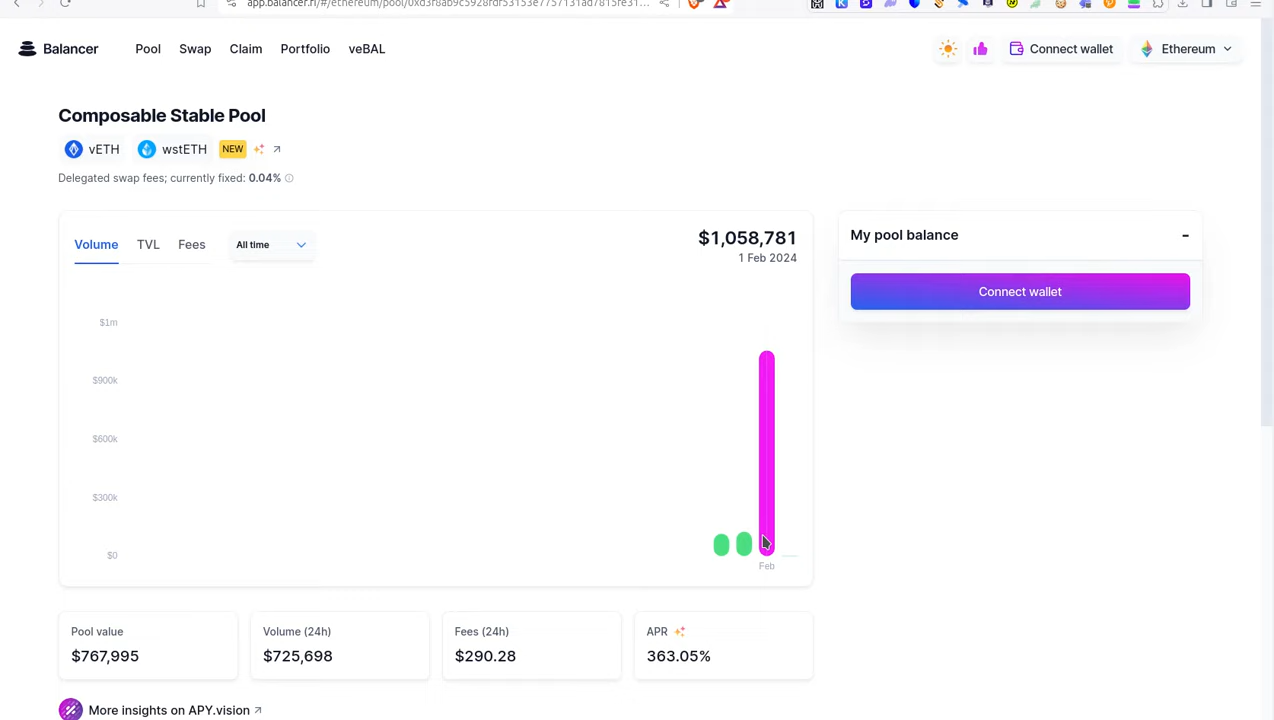 Balancer
Pool
Swap
Claim
Portfolio
veBAL
Connect wallet
Ethereum
Composable Stable Pool
vETH
wstETH
NEW
Delegated swap fees; currently fixed: 0.04%
Volume
TVL
Fees
All time
$1,058,781
1 Feb 2024
$1m
$900k
$600k
$300k
$0
Feb
My pool balance
-
Connect wallet
Pool value
$767,995
Volume (24h)
$725,698
Fees (24h)
$290.28
APR
363.05%
More insights on APY.vision